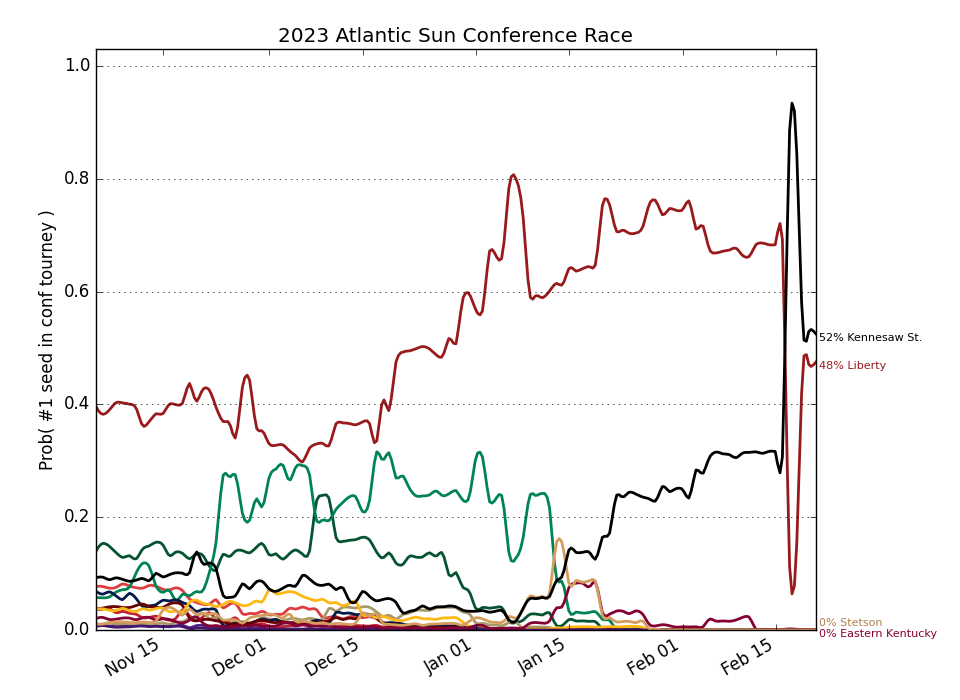 2023 Atlantic Sun Conference Race
Prob( #1 seed in conf tourney )
1.0
0.8
0.6
0.4
0.2
0.0
Nov 15
Dec 01
Dec 15
Jan 01
Jan 15
Feb 01
Feb 15
52% Kennesaw St.
48% Liberty
0% Stetson
0% Eastern Kentucky